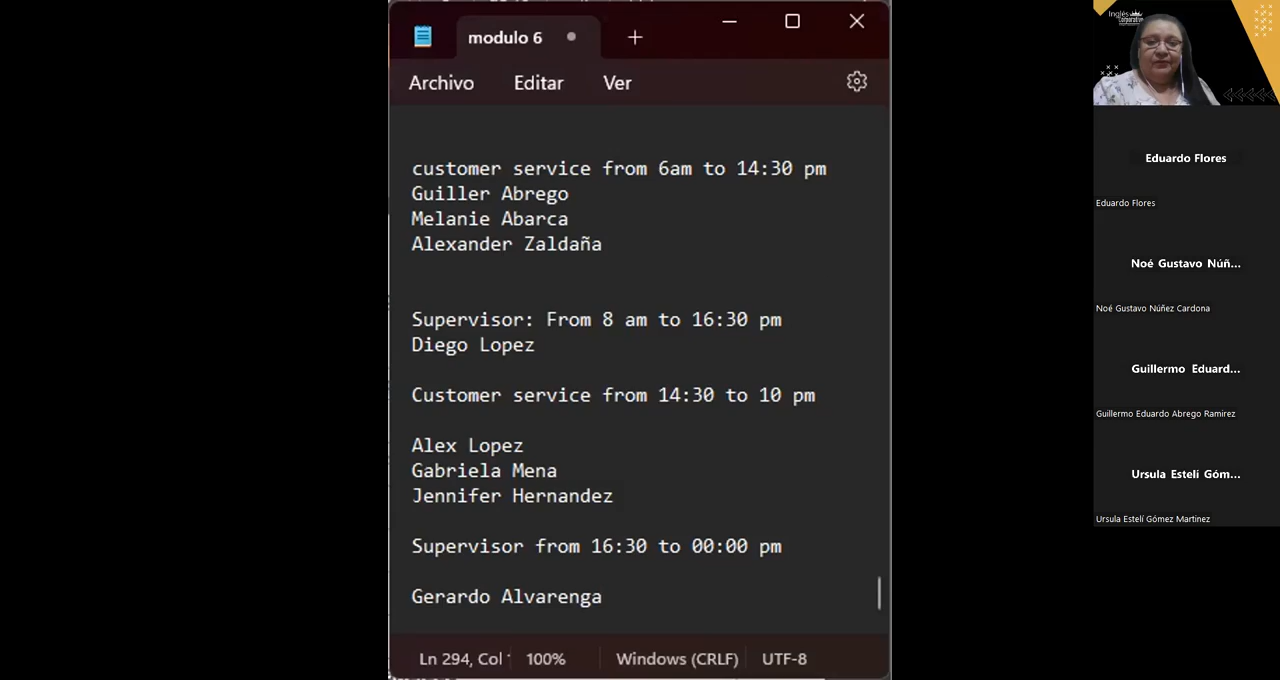 modulo 6
Archivo Editar Ver
customer service from 6am to 14:30 pm
Guiller Abrego
Melanie Abarca
Alexander Zaldaña
Supervisor: From 8 am to 16:30 pm
Diego Lopez
Customer service from 14:30 to 10 pm
Alex Lopez
Gabriela Mena
Jennifer Hernandez
Supervisor from 16:30 to 00:00 pm
Gerardo Alvarenga
Ln 294, Col 100% Windows (CRLF) UTF-8
Inglés
Corporativo
Eduardo Flores
Eduardo Flores
Noé Gustavo Núñ...
Noé Gustavo Núñez Cardona
Guillermo Eduard...
Guillermo Eduardo Abrego Ramirez
Ursula Esteli Góm...
Ursula Estelí Gómez Martinez